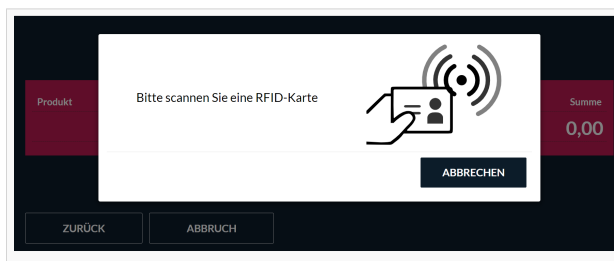 Bitte scannen Sie eine RFID-Karte
Produkt
Summe
0,00
ABBRECHEN
ZURÜCK
ABBRUCH